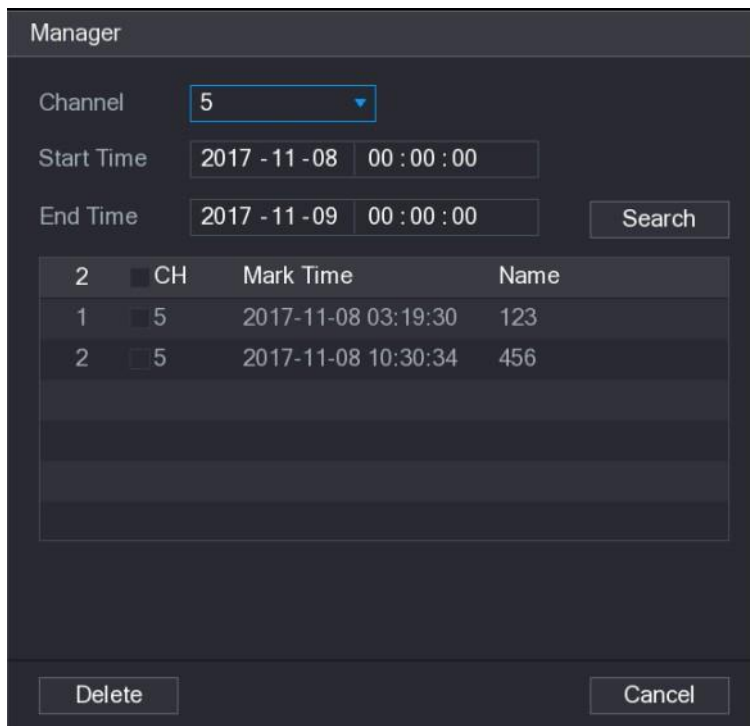 Manager
Channel 5
Start Time 2017 -11 -08 00 : 00 : 00
End Time 2017 -11 -09 00 : 00 : 00 Search
2 CH Mark Time Name
1 5 2017-11-08 03:19:30 123
2 5 2017-11-08 10:30:34 456
Delete Cancel